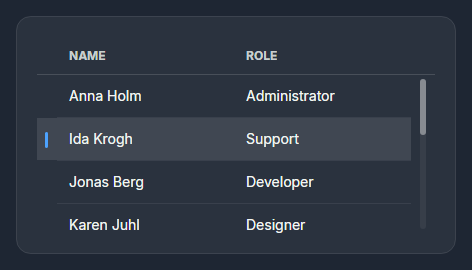 NAME ROLE
Anna Holm Administrator
Ida Krogh Support
Jonas Berg Developer
Karen Juhl Designer